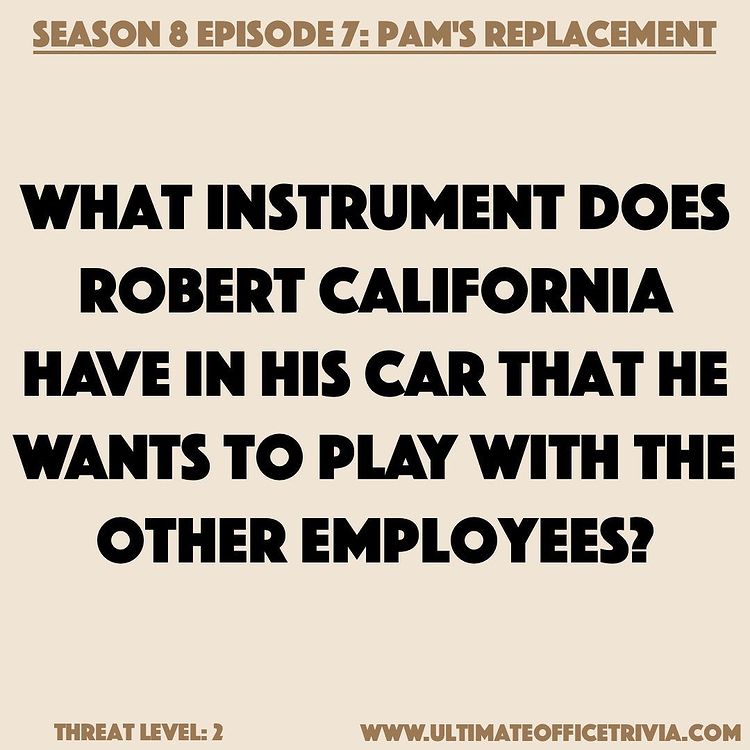 SEASON 8 EPISODE 7: PAM'S REPLACEMENT
WHAT INSTRUMENT DOES
ROBERT CALIFORNIA
HAVE IN HIS CAR THAT HE
WANTS TO PLAY WITH THE
OTHER EMPLOYEES?
THREAT LEVEL: 2
WWW.ULTIMATEOFFICETRIVIA.COM